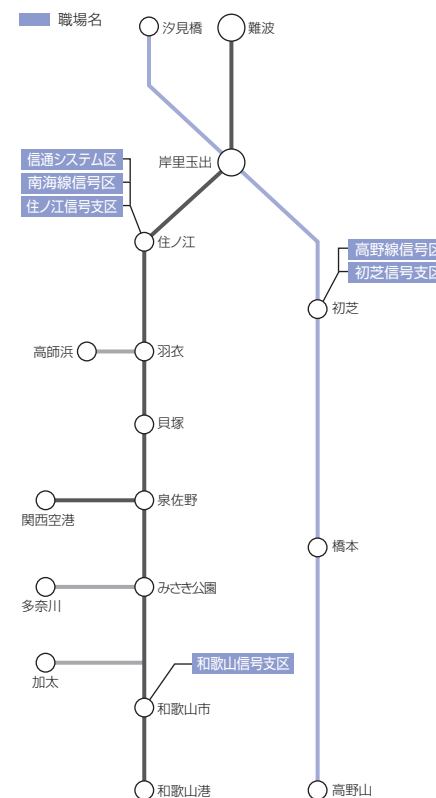 職場名
汐見橋
難波
岸里玉出
信通システム区
南海線信号区
住ノ江信号支区
住ノ江
高野線信号区
初芝信号支区
初芝
高師浜
羽衣
貝塚
泉佐野
関西空港
橋本
みさき公園
多奈川
和歌山信号支区
加太
和歌山市
和歌山港
高野山